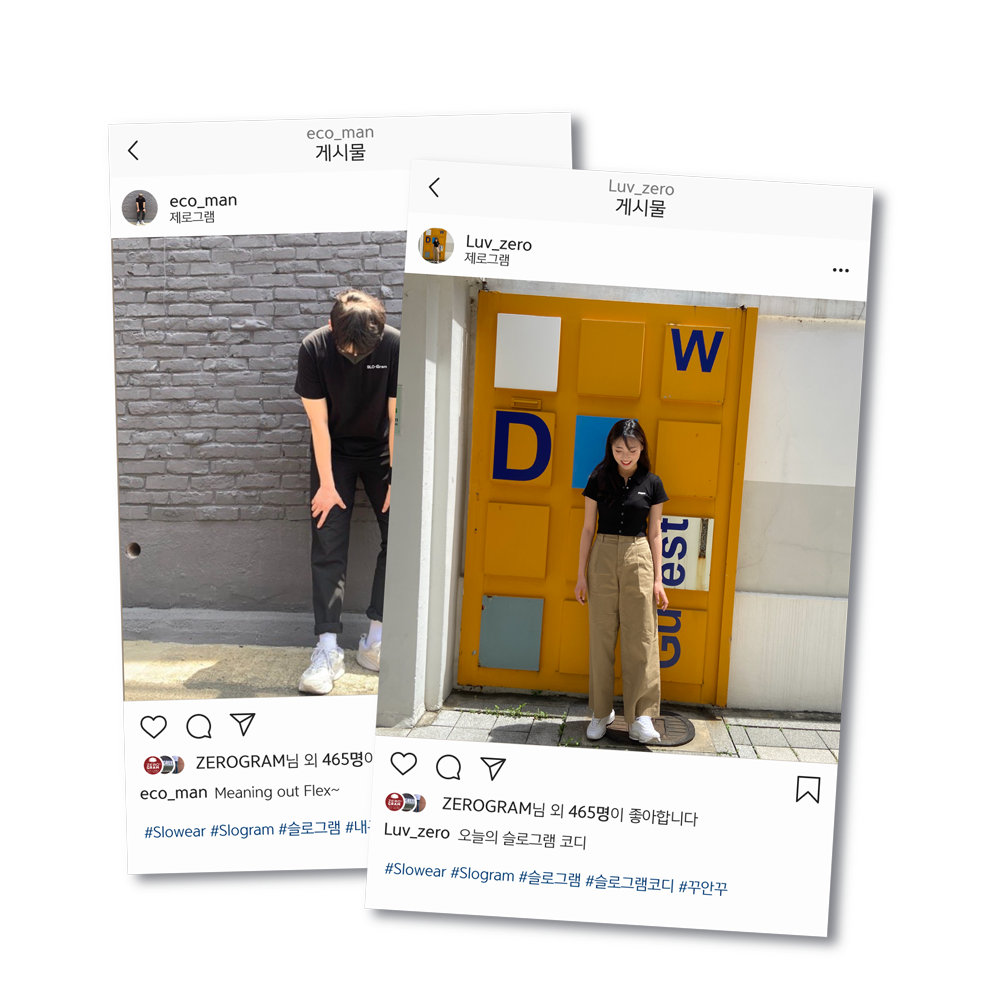 eco_man
게시물
eco_man
제로그램
SLO-Gram
ZEROGRAM님 외 465명이
eco_man Meaning out Flex~
#Slowear #Slogram #슬로그램
Luv_zero
게시물
Luv_zero
제로그램
W
D
Guest
ZEROGRAM님 외 465명이 좋아합니다
Luv_zero 오늘의 슬로그램 코디
#Slowear #Slogram #슬로그램 #슬로그램코디 #꾸안꾸